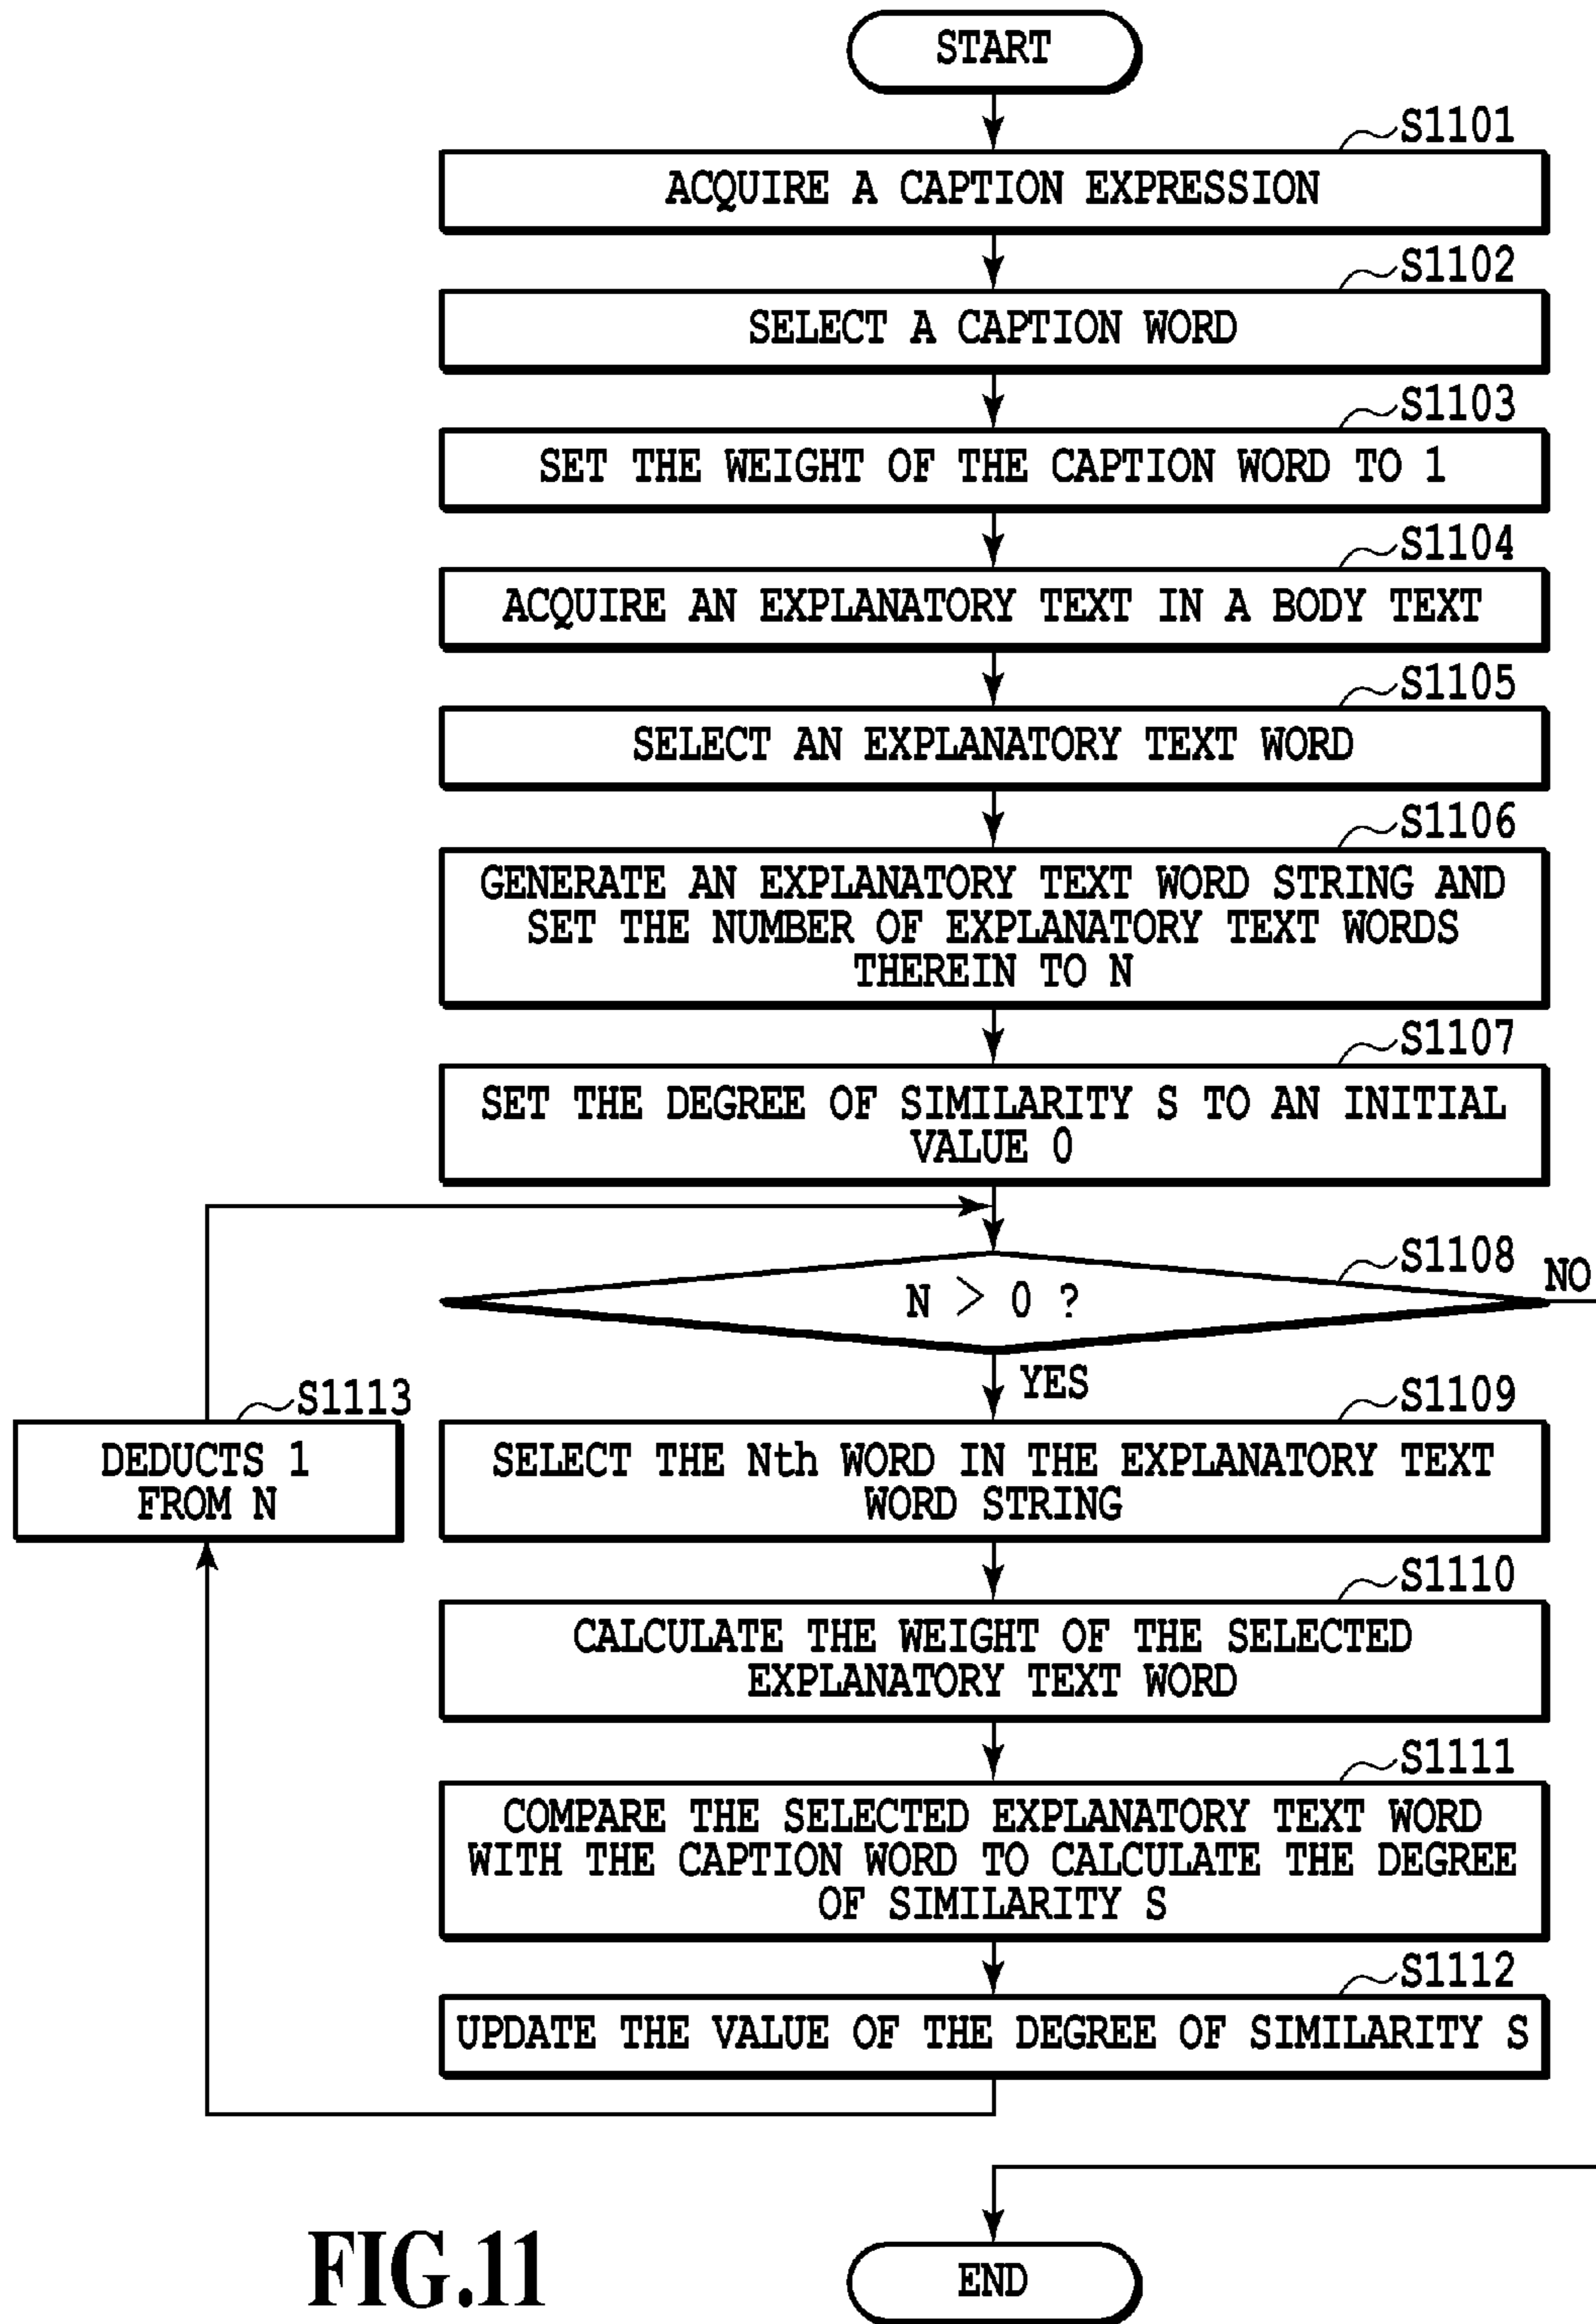 START
S1101
ACQUIRE A CAPTION EXPRESSION
S1102
SELECT A CAPTION WORD
S1103
SET THE WEIGHT OF THE CAPTION WORD TO 1
S1104
ACQUIRE AN EXPLANATORY TEXT IN A BODY TEXT
S1105
SELECT AN EXPLANATORY TEXT WORD
S1106
GENERATE AN EXPLANATORY TEXT WORD STRING AND
SET THE NUMBER OF EXPLANATORY TEXT WORDS
THEREIN TO N
S1107
SET THE DEGREE OF SIMILARITY S TO AN INITIAL
VALUE 0
S1108
N > 0 ?
NO
YES
S1109
SELECT THE Nth WORD IN THE EXPLANATORY TEXT
WORD STRING
S1110
CALCULATE THE WEIGHT OF THE SELECTED
EXPLANATORY TEXT WORD
S1111
COMPARE THE SELECTED EXPLANATORY TEXT WORD
WITH THE CAPTION WORD TO CALCULATE THE DEGREE
OF SIMILARITY S
S1112
UPDATE THE VALUE OF THE DEGREE OF SIMILARITY S
S1113
DEDUCTS 1
FROM N
END
FIG.11